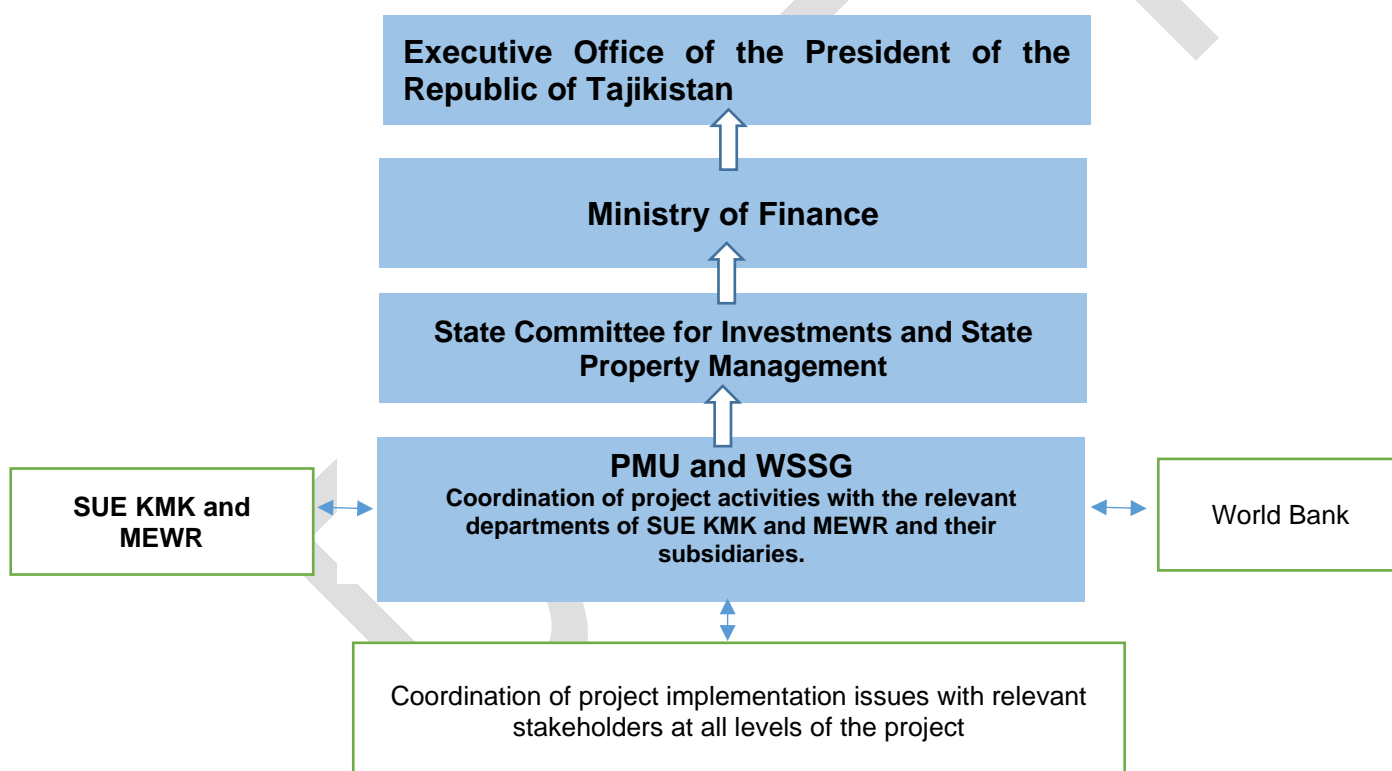 Executive Office of the President of the
Republic of Tajikistan
Ministry of Finance
State Committee for Investments and State
Property Management
PMU and WSSG
Coordination of project activities with the relevant
departments of SUE KMK and MEWR and their
subsidiaries.
SUE KMK and
MEWR
World Bank
Coordination of project implementation issues with relevant
stakeholders at all levels of the project